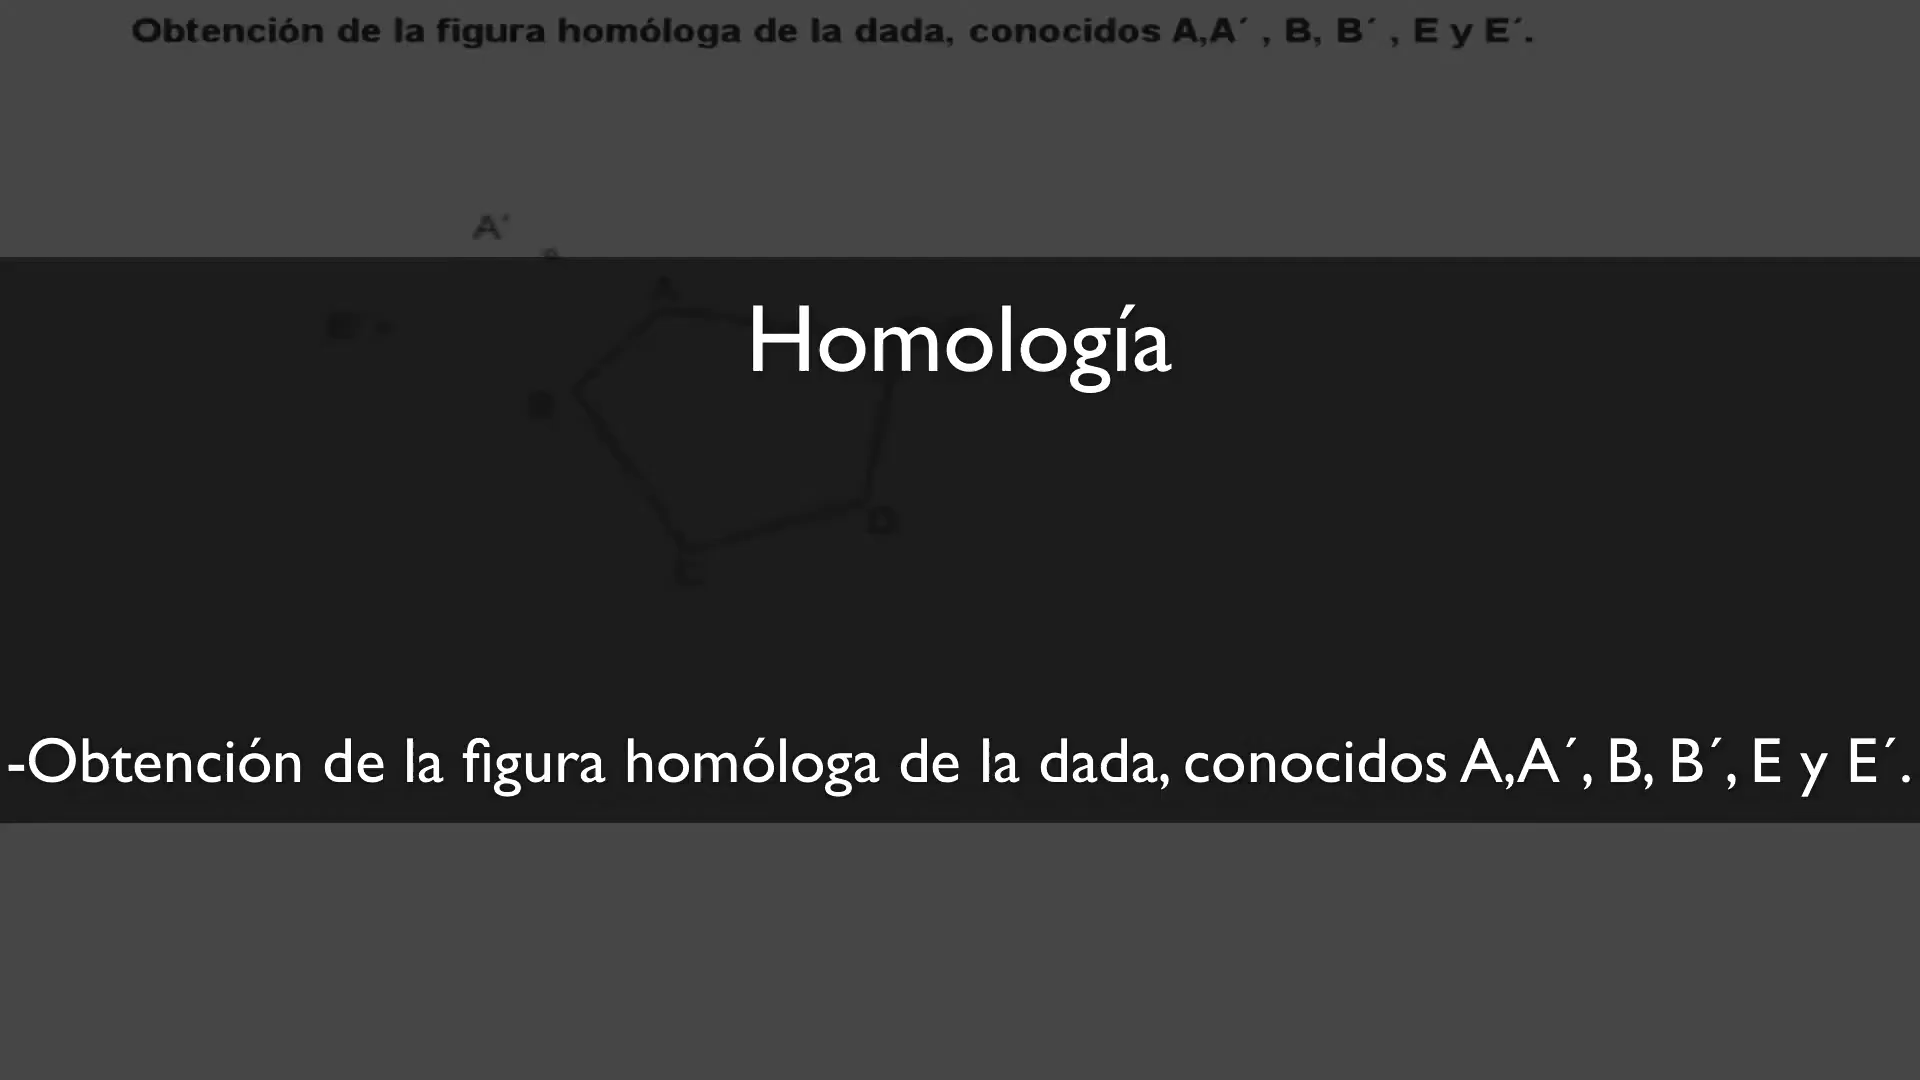 Obtención de la figura homóloga de la dada, conocidos A,A´ , B, B´ , E y E´.
A´
A
Homología
B
D
C
-Obtención de la figura homóloga de la dada, conocidos A,A´, B, B´, E y E´.